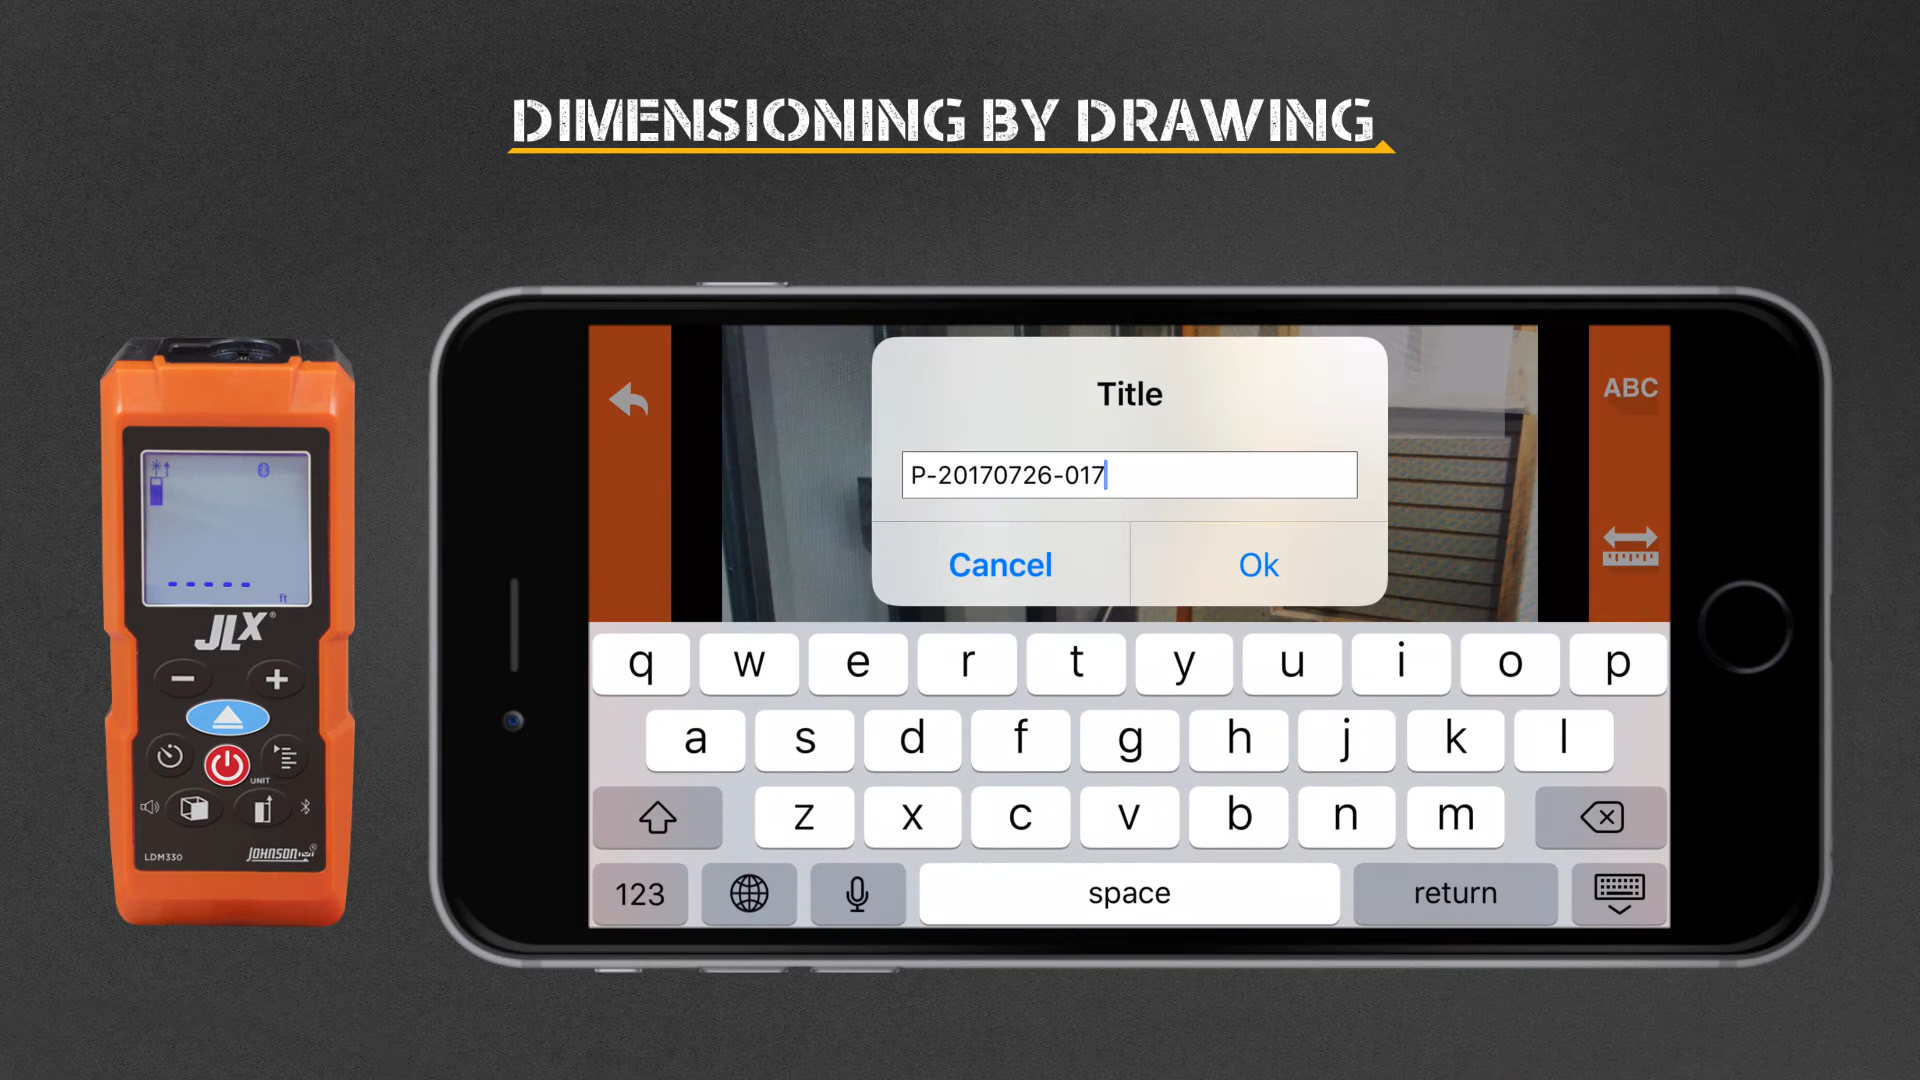 DIMENSIONING BY DRAWING
Title
ABC
P-20170726-017
Cancel
Ok
ft
JLX®
UNIT
LDM330
JOHNSON
q w e r t y u i o p
a s d f g h j k l
z x c v b n m
123
space
return